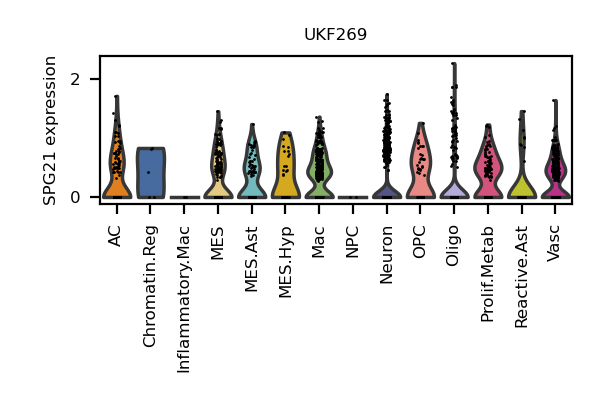 UKF269
SPG21 expression
2
0
AC
Chromatin.Reg
Inflammatory.Mac
MES
MES.Ast
MES.Hyp
Mac
NPC
Neuron
OPC
Oligo
Prolif.Metab
Reactive.Ast
Vasc